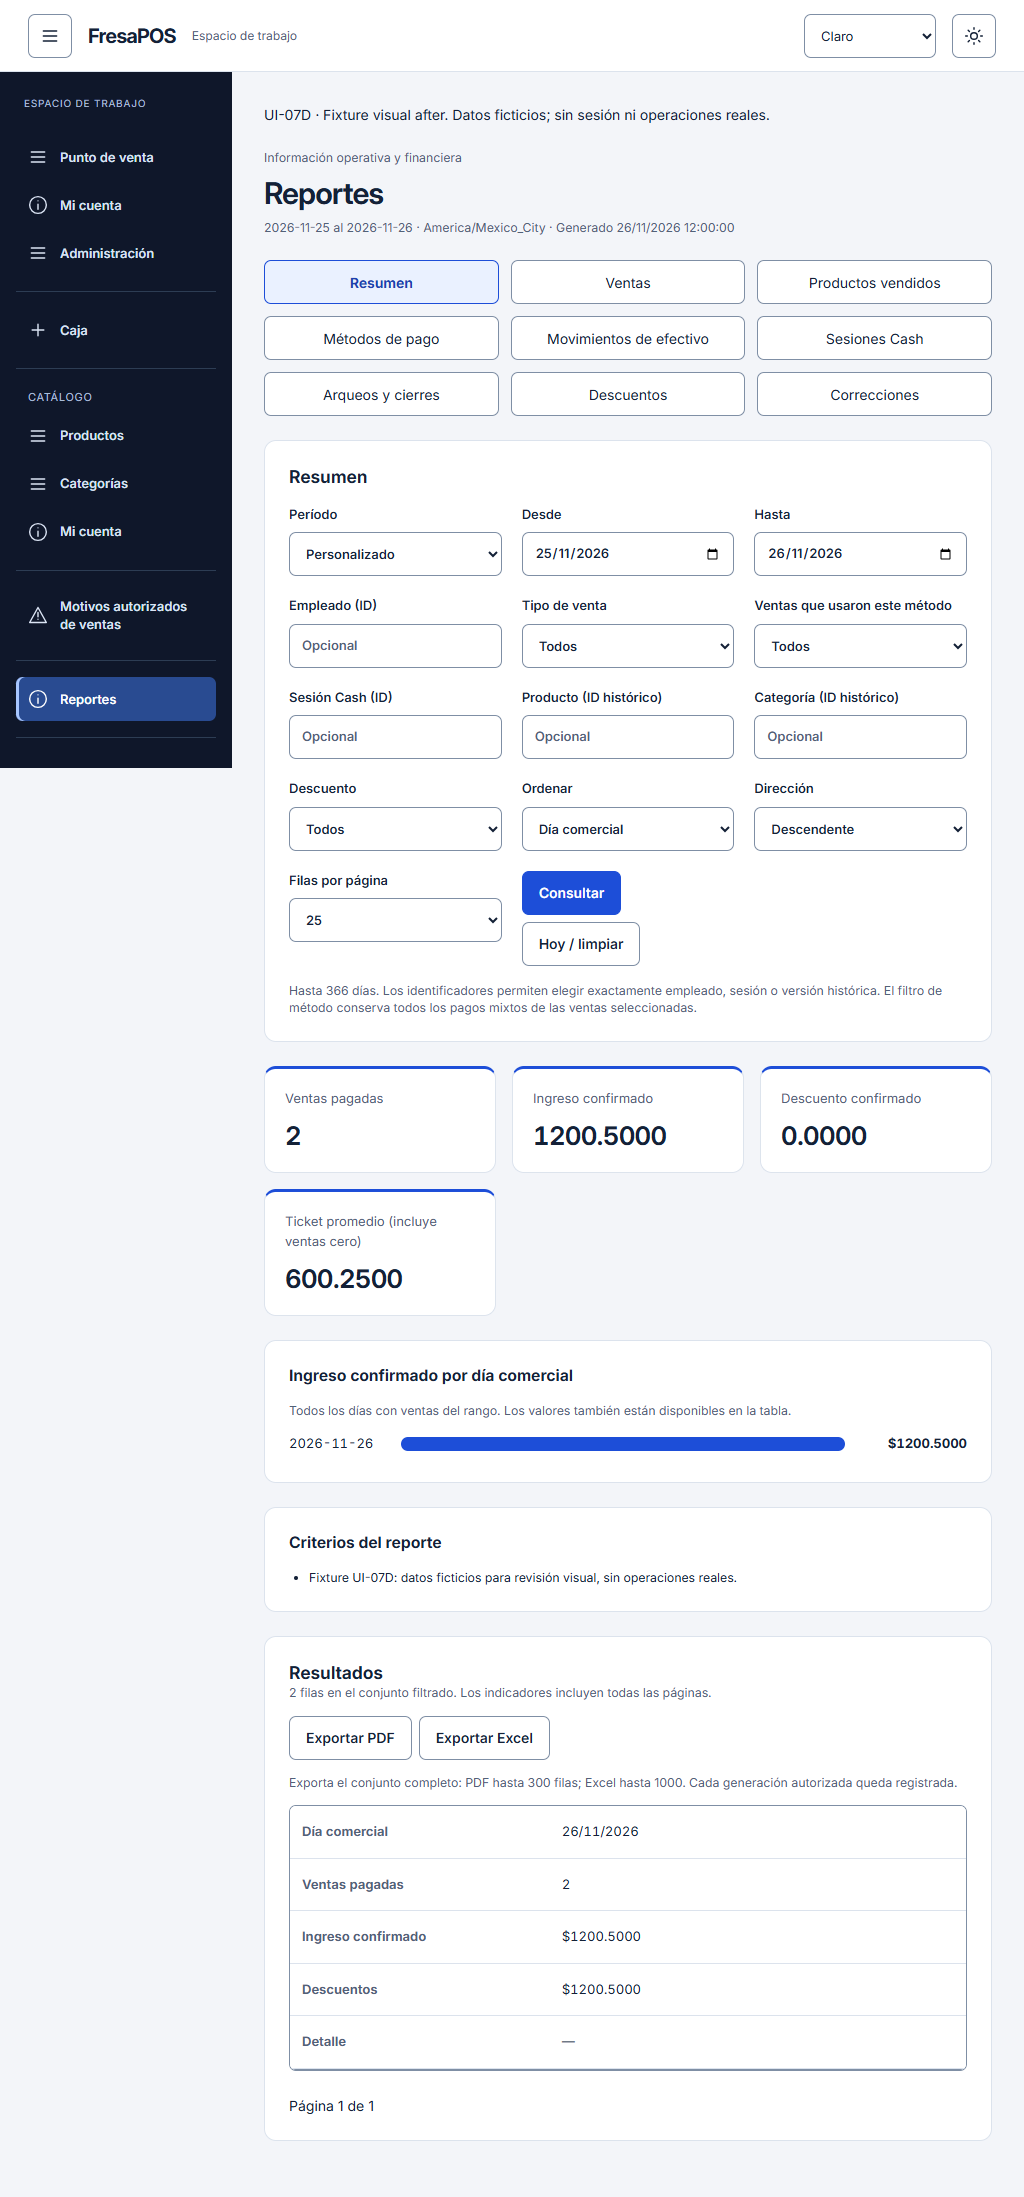 FresaPOS
Espacio de trabajo
Claro
ESPACIO DE TRABAJO
Punto de venta
Mi cuenta
Administración
Caja
CATÁLOGO
Productos
Categorías
Mi cuenta
Motivos autorizados
de ventas
Reportes
UI-07D · Fixture visual after. Datos ficticios; sin sesión ni operaciones reales.
Información operativa y financiera
Reportes
2026-11-25 al 2026-11-26 · America/Mexico_City · Generado 26/11/2026 12:00:00
Resumen Ventas Productos vendidos
Métodos de pago Movimientos de efectivo Sesiones Cash
Arqueos y cierres Descuentos Correcciones
Resumen
Período Desde Hasta
Personalizado 25/11/2026 26/11/2026
Empleado (ID) Tipo de venta Ventas que usaron este método
Opcional Todos Todos
Sesión Cash (ID) Producto (ID histórico) Categoría (ID histórico)
Opcional Opcional Opcional
Descuento Ordenar Dirección
Todos Día comercial Descendente
Filas por página
25
Consultar
Hoy / limpiar
Hasta 366 días. Los identificadores permiten elegir exactamente empleado, sesión o versión histórica. El filtro de
método conserva todos los pagos mixtos de las ventas seleccionadas.
Ventas pagadas
2
Ingreso confirmado
1200.5000
Descuento confirmado
0.0000
Ticket promedio (incluye
ventas cero)
600.2500
Ingreso confirmado por día comercial
Todos los días con ventas del rango. Los valores también están disponibles en la tabla.
2026-11-26 $1200.5000
Criterios del reporte
• Fixture UI-07D: datos ficticios para revisión visual, sin operaciones reales.
Resultados
2 filas en el conjunto filtrado. Los indicadores incluyen todas las páginas.
Exportar PDF Exportar Excel
Exporta el conjunto completo: PDF hasta 300 filas; Excel hasta 1000. Cada generación autorizada queda registrada.
Día comercial 26/11/2026
Ventas pagadas 2
Ingreso confirmado $1200.5000
Descuentos $1200.5000
Detalle —
Página 1 de 1